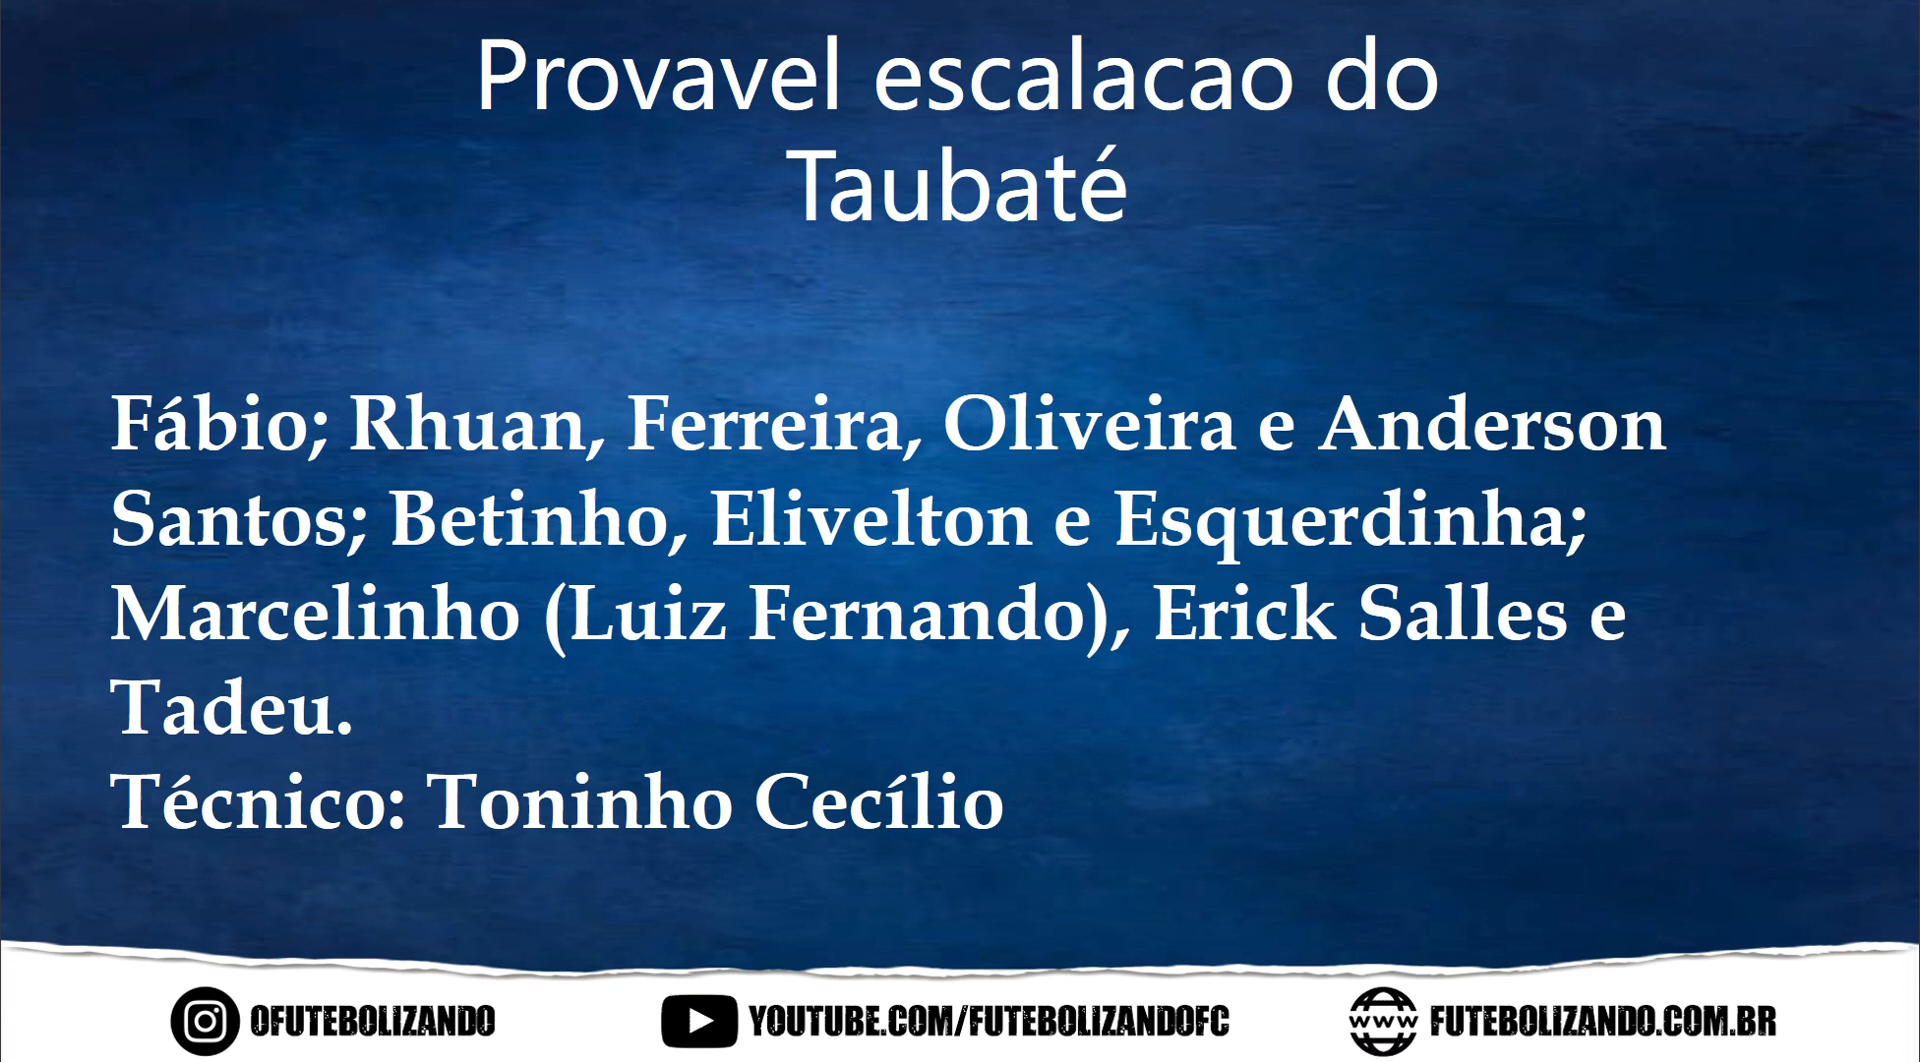 Provavel escalacao do
Taubaté
Fábio; Rhuan, Ferreira, Oliveira e Anderson
Santos; Betinho, Elivelton e Esquerdinha;
Marcelinho (Luiz Fernando), Erick Salles e
Tadeu.
Técnico: Toninho Cecílio
OFUTEBOLIZANDO
YOUTUBE.COM/FUTEBOLIZANDOFC
www FUTEBOLIZANDO.COM.BR